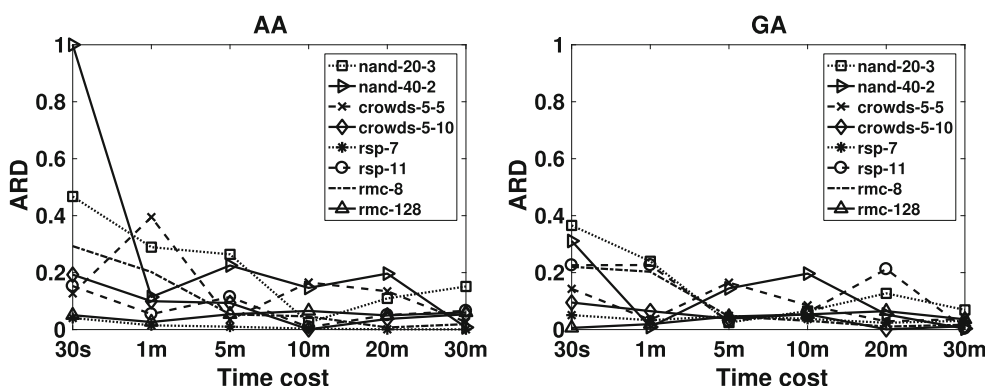 AA
ARD
1
0.8
0.6
0.4
0.2
0
30s 1m 5m 10m 20m 30m
Time cost
nand-20-3
nand-40-2
crowds-5-5
crowds-5-10
rsp-7
rsp-11
rmc-8
rmc-128
GA
ARD
1
0.8
0.6
0.4
0.2
0
30s 1m 5m 10m 20m 30m
Time cost
nand-20-3
nand-40-2
crowds-5-5
crowds-5-10
rsp-7
rsp-11
rmc-8
rmc-128